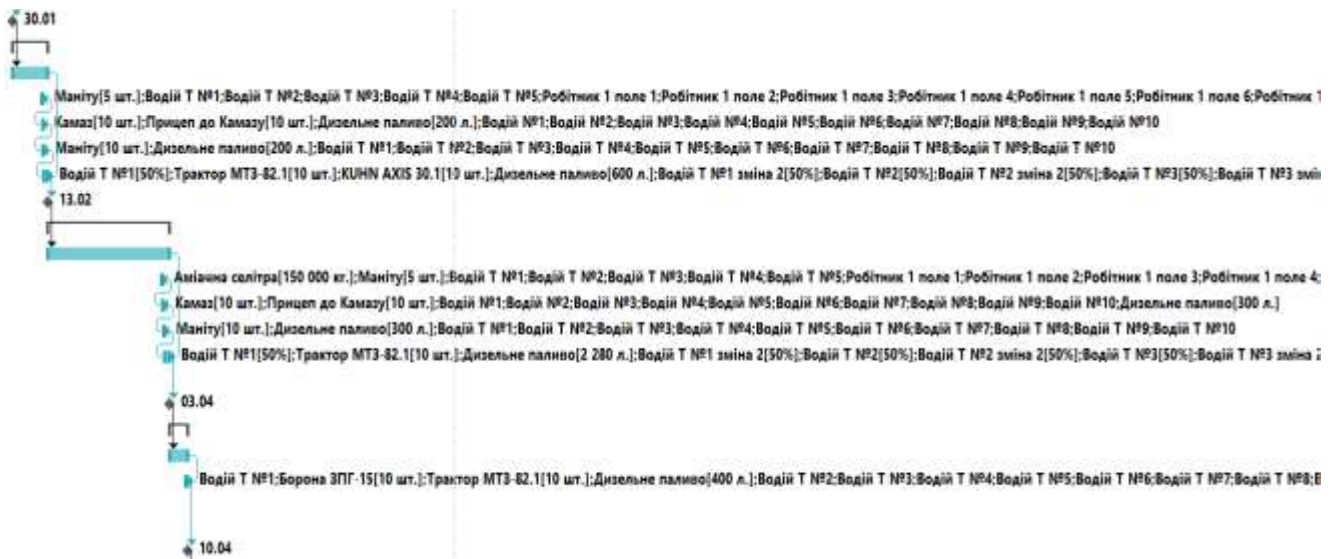 30.01
Маніту[5 шт.];Водій Т №1;Водій Т №2;Водій Т №3;Водій Т №4;Водій Т №5;Робітник 1 поле 1;Робітник 1 поле 2;Робітник 1 поле 3;Робітник 1 поле 4;Робітник 1 поле 5;Робітник 1 поле 6;Робітник 1
Камаз[10 шт.];Прицеп до Камазу[10 шт.];Дизельне паливо[200 л.];Водій №1;Водій №2;Водій №3;Водій №4;Водій №5;Водій №6;Водій №7;Водій №8;Водій №9;Водій №10
Маніту[10 шт.];Дизельне паливо[200 л.];Водій Т №1;Водій Т №2;Водій Т №3;Водій Т №4;Водій Т №5;Водій Т №6;Водій Т №7;Водій Т №8;Водій Т №9;Водій Т №10
Водій Т №1[50%];Трактор МТЗ-82.1[10 шт.];KUHN AXIS 30.1[10 шт.];Дизельне паливо[600 л.];Водій Т №1 зміна 2[50%];Водій Т №2[50%];Водій Т №2 зміна 2[50%];Водій Т №3[50%];Водій Т №3
13.02
Аміачна селітра[150 000 кг.];Маніту[5 шт.];Водій Т №1;Водій Т №2;Водій Т №3;Водій Т №4;Водій Т №5;Робітник 1 поле 1;Робітник 1 поле 2;Робітник 1 поле 3;Робітник 1 поле 4;
Камаз[10 шт.];Прицеп до Камазу[10 шт.];Водій №1;Водій №2;Водій №3;Водій №4;Водій №5;Водій №6;Водій №7;Водій №8;Водій №9;Водій №10;Дизельне паливо[300 л.]
Маніту[10 шт.];Дизельне паливо[300 л.];Водій Т №1;Водій Т №2;Водій Т №3;Водій Т №4;Водій Т №5;Водій Т №6;Водій Т №7;Водій Т №8;Водій Т №9;Водій Т №10
Водій Т №1[50%];Трактор МТЗ-82.1[10 шт.];Дизельне паливо[2 280 л.];Водій Т №1 зміна 2[50%];Водій Т №2[50%];Водій Т №2 зміна 2[50%];Водій Т №3[50%];Водій Т №3 зміна 2
03.04
Водій Т №1;Борона ЗПГ-15[10 шт.];Трактор МТЗ-82.1[10 шт.];Дизельне паливо[400 л.];Водій Т №2;Водій Т №3;Водій Т №4;Водій Т №5;Водій Т №6;Водій Т №7;Водій Т №8;
10.04